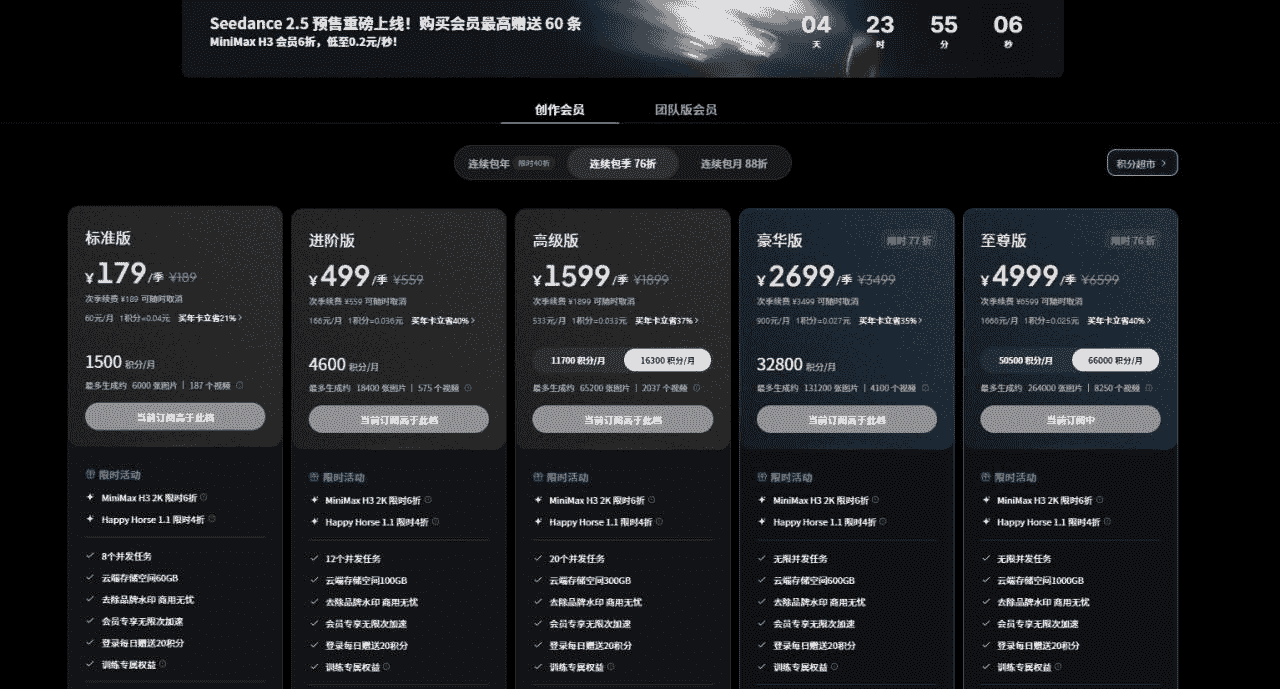 Seedance 2.5 预售重磅上线！购买会员最高赠送 60 条
MiniMax H3 会员6折，低至0.2元/秒！
04 23 55 06
天 时 分 秒
创作会员 团队版会员
连续包年 限时40折 连续包季 76折 连续包月 88折
积分超市 >
标准版
¥179/季 ¥189
次季续费 ¥189 可随时取消
60元/月 1积分=0.04元 买年卡立省21% >
1500 积分/月
最多生成约 6000 张图片 | 187 个视频
当前订阅高于此档
限时活动
MiniMax H3 2K 限时6折
Happy Horse 1.1 限时4折
8个并发任务
云端存储空间60GB
去除品牌水印 商用无忧
会员专享无限次加速
登录每日赠送20积分
训练专属权益
进阶版
¥499/季 ¥559
次季续费 ¥559 可随时取消
166元/月 1积分=0.036元 买年卡立省40% >
4600 积分/月
最多生成约 18400 张图片 | 575 个视频
当前订阅高于此档
限时活动
MiniMax H3 2K 限时6折
Happy Horse 1.1 限时4折
12个并发任务
云端存储空间100GB
去除品牌水印 商用无忧
会员专享无限次加速
登录每日赠送20积分
训练专属权益
高级版
¥1599/季 ¥1899
次季续费 ¥1899 可随时取消
533元/月 1积分=0.033元 买年卡立省37% >
11700 积分/月 16300 积分/月
最多生成约 65200 张图片 | 2037 个视频
当前订阅高于此档
限时活动
MiniMax H3 2K 限时6折
Happy Horse 1.1 限时4折
20个并发任务
云端存储空间300GB
去除品牌水印 商用无忧
会员专享无限次加速
登录每日赠送20积分
训练专属权益
豪华版 限时 77 折
¥2699/季 ¥3499
次季续费 ¥3499 可随时取消
900元/月 1积分=0.027元 买年卡立省35% >
32800 积分/月
最多生成约 131200 张图片 | 4100 个视频
当前订阅高于此档
限时活动
MiniMax H3 2K 限时6折
Happy Horse 1.1 限时4折
无限并发任务
云端存储空间600GB
去除品牌水印 商用无忧
会员专享无限次加速
登录每日赠送20积分
训练专属权益
至尊版 限时 76 折
¥4999/季 ¥6599
次季续费 ¥6599 可随时取消
1666元/月 1积分=0.025元 买年卡立省40% >
50500 积分/月 66000 积分/月
最多生成约 264000 张图片 | 8250 个视频
当前订阅中
限时活动
MiniMax H3 2K 限时6折
Happy Horse 1.1 限时4折
无限并发任务
云端存储空间1000GB
去除品牌水印 商用无忧
会员专享无限次加速
登录每日赠送20积分
训练专属权益